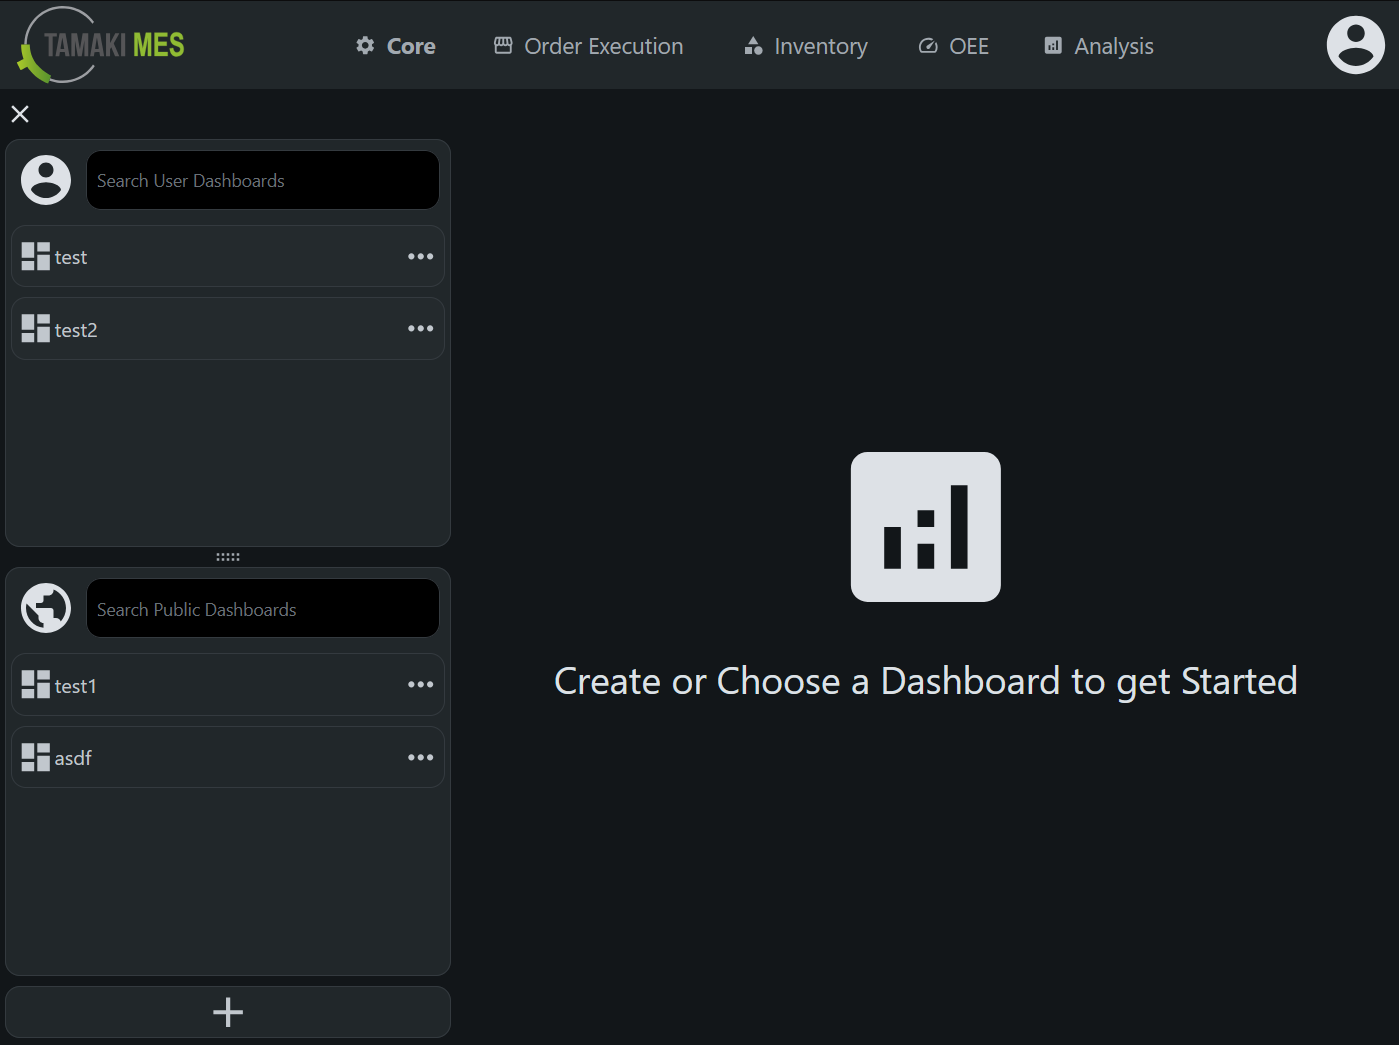 TAMAKI MES
Core
Order Execution
Inventory
OEE
Analysis
Search User Dashboards
test
test2
Search Public Dashboards
test1
asdf
Create or Choose a Dashboard to get Started